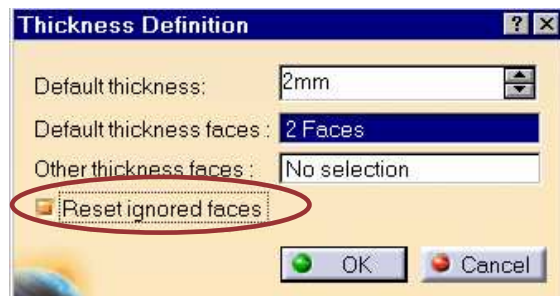 Thickness Definition ? X
Default thickness: 2mm
Default thickness faces : 2 Faces
Other thickness faces : No selection
Reset ignored faces
OK Cancel